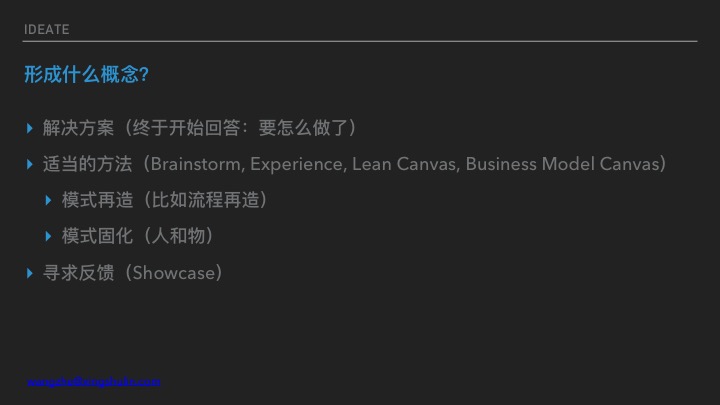 IDEATE
形成什么概念?
解决方案（终于开始回答：要怎么做了）
适当的方法（Brainstorm, Experience, Lean Canvas, Business Model Canvas）
模式再造（比如流程再造）
模式固化（人和物）
寻求反馈（Showcase）